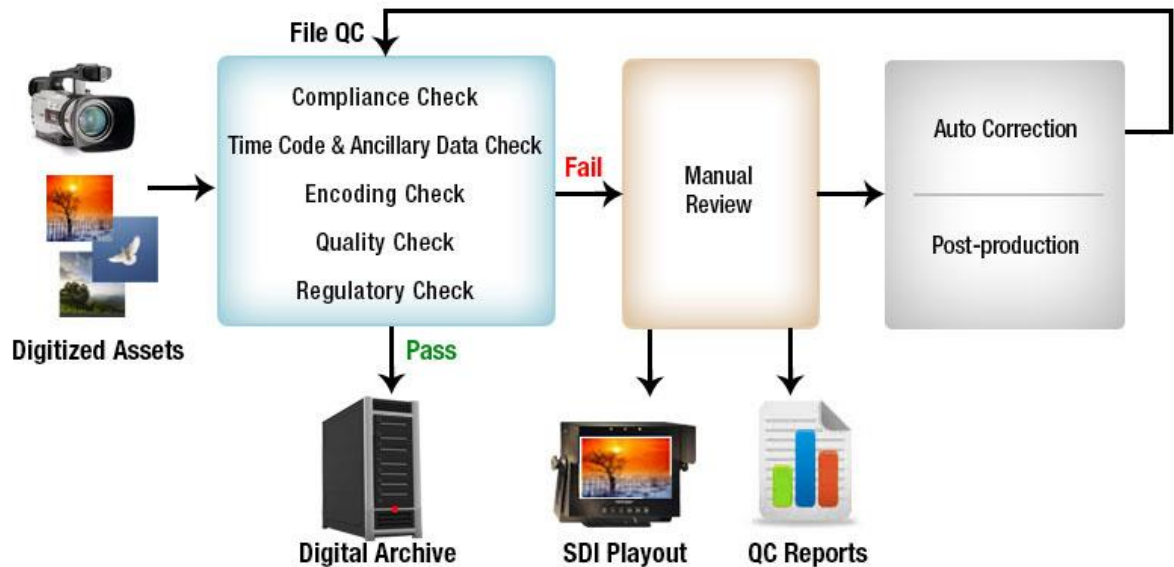 File QC
Compliance Check
Time Code & Ancillary Data Check
Encoding Check
Quality Check
Regulatory Check
Fail
Manual
Review
Auto Correction
Post-production
Digitized Assets
Pass
Digital Archive
SDI Playout
QC Reports